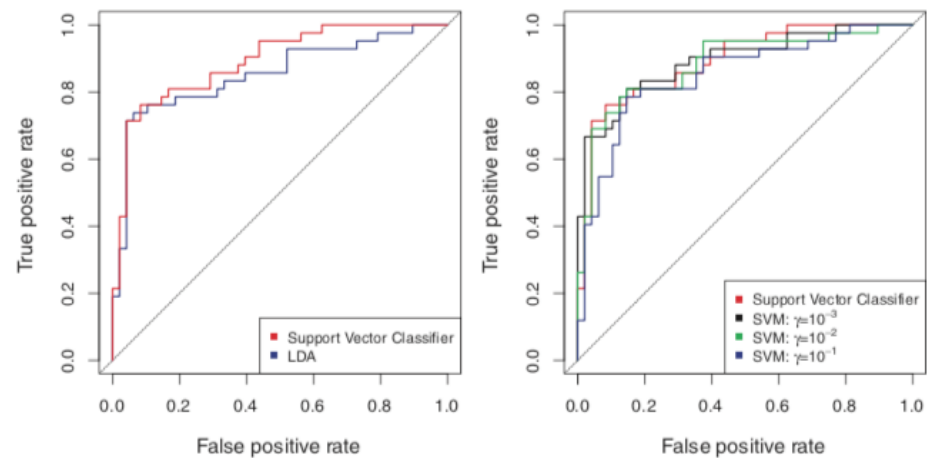 True positive rate
0.0 0.2 0.4 0.6 0.8 1.0
Support Vector Classifier
LDA
0.0 0.2 0.4 0.6 0.8 1.0
False positive rate
True positive rate
0.0 0.2 0.4 0.6 0.8 1.0
Support Vector Classifier
SVM: γ=10⁻³
SVM: γ=10⁻²
SVM: γ=10⁻¹
0.0 0.2 0.4 0.6 0.8 1.0
False positive rate